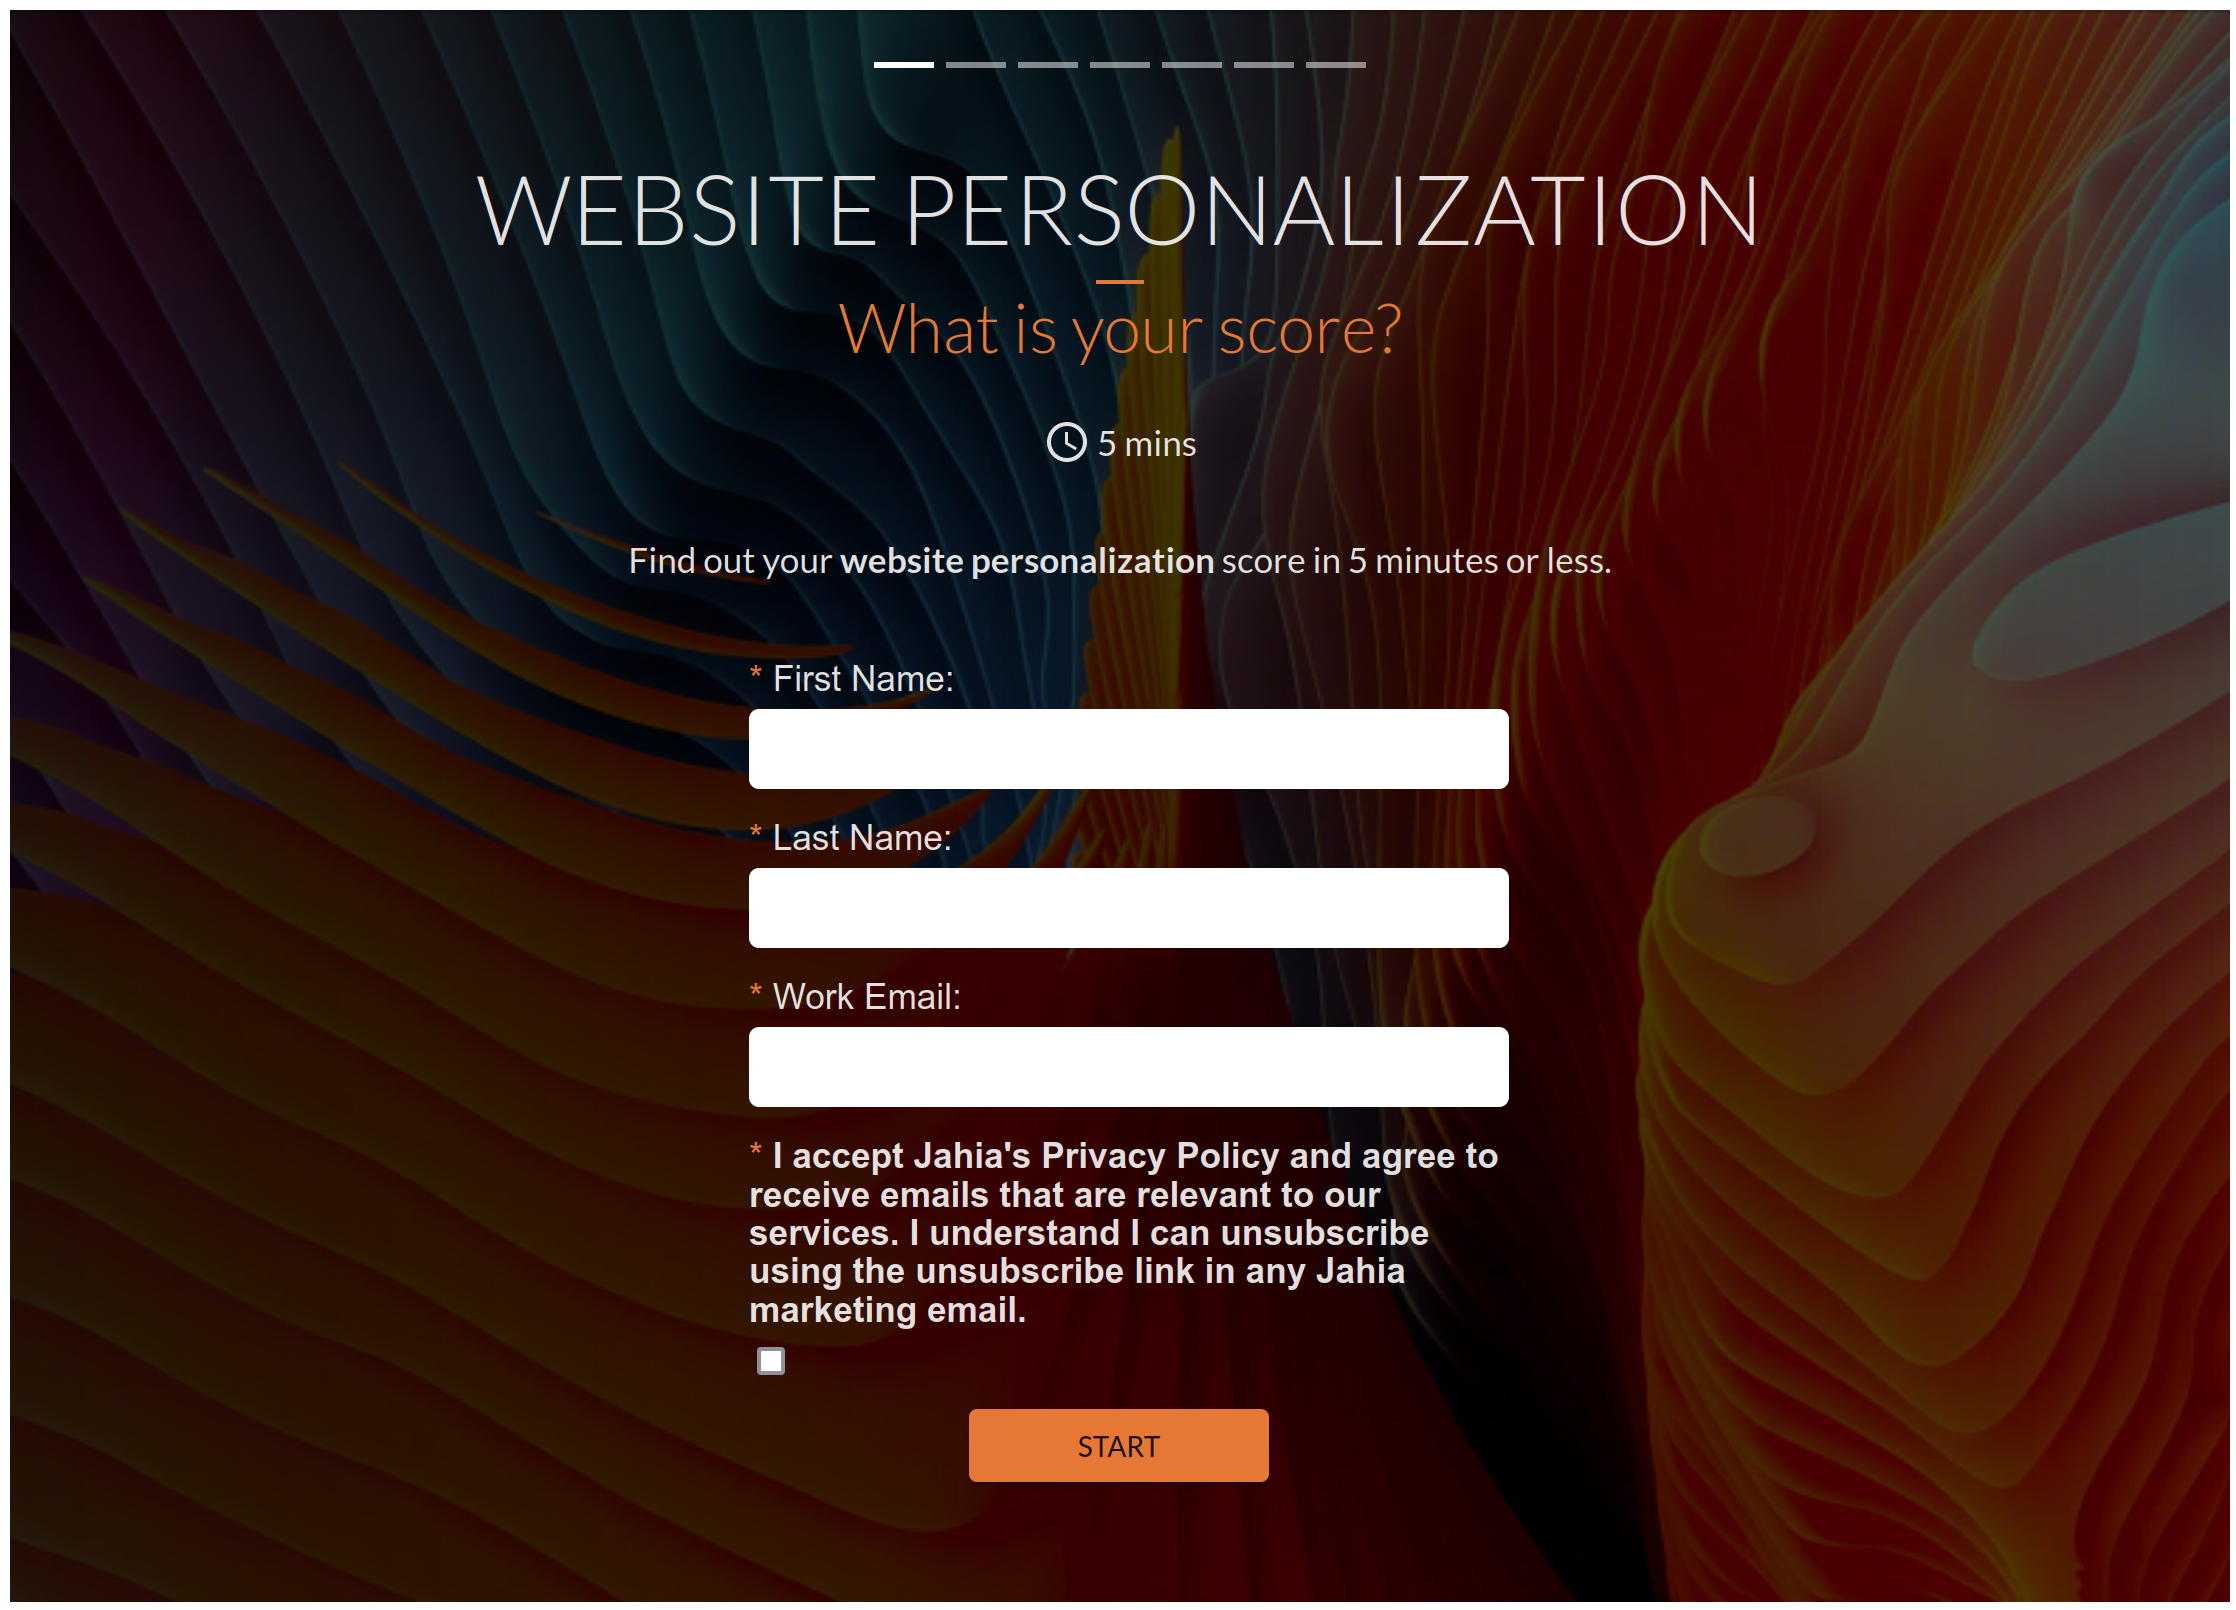 WEBSITE PERSONALIZATION
What is your score?
5 mins
Find out your website personalization score in 5 minutes or less.
* First Name:
* Last Name:
* Work Email:
* I accept Jahia's Privacy Policy and agree to
receive emails that are relevant to our
services. I understand I can unsubscribe
using the unsubscribe link in any Jahia
marketing email.
START